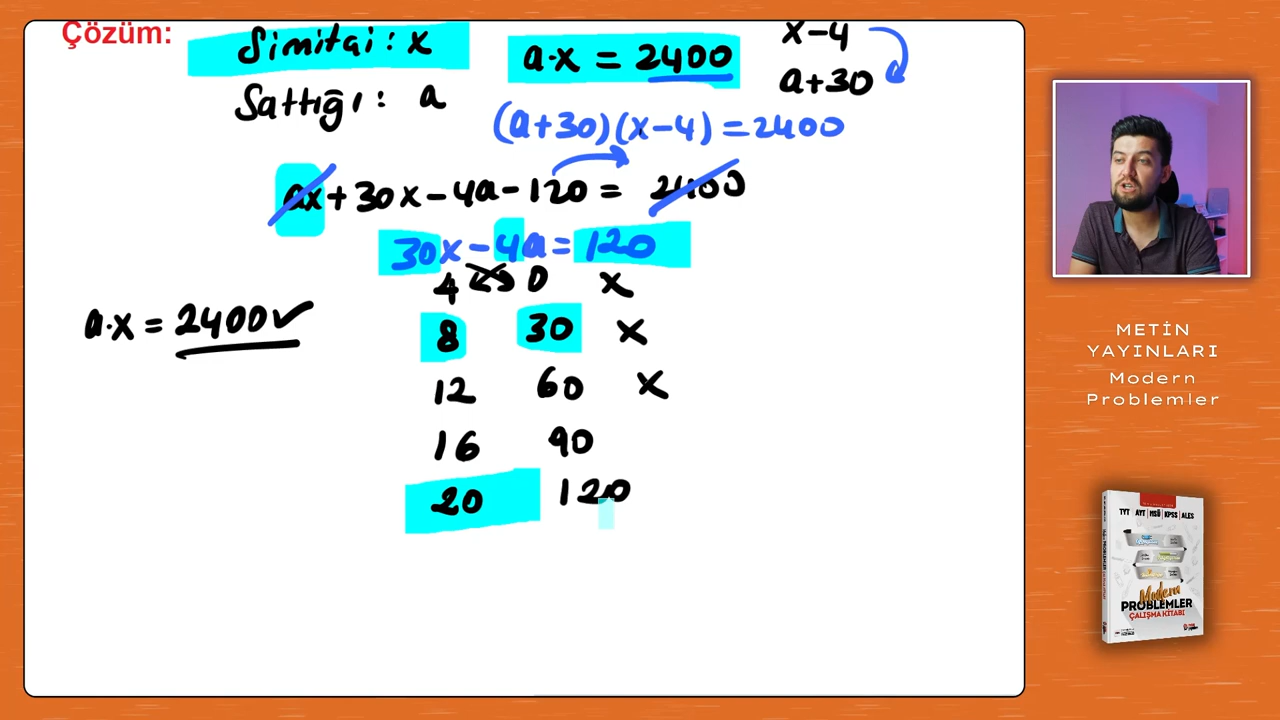 Çözüm:
Simitçi : x
a·x = 2400
x-4
a+30
Sattığı : a
(a+30)(x-4) = 2400
ax+30x-4a-120 = 2400
30x-4a=120
4 0 x
a·x = 2400✓
8 30 x
12 60 x
16 90
20 120
METİN
YAYINLARI
Modern
Problemler
TYT | AYT | MSÜ | KPSS | ALES
Modern
PROBLEMLER
ÇALIŞMA KİTABI